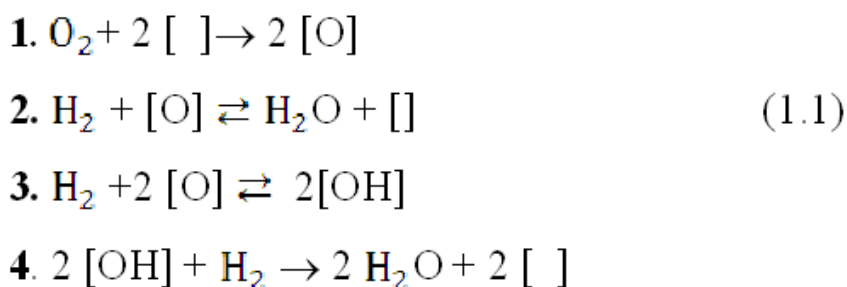 1. O₂+ 2 [ ]→ 2 [O]
2. H₂ + [O] ⇄ H₂O + [] (1.1)
3. H₂ +2 [O] ⇄ 2[OH]
4. 2 [OH] + H₂ → 2 H₂O + 2 [ ]